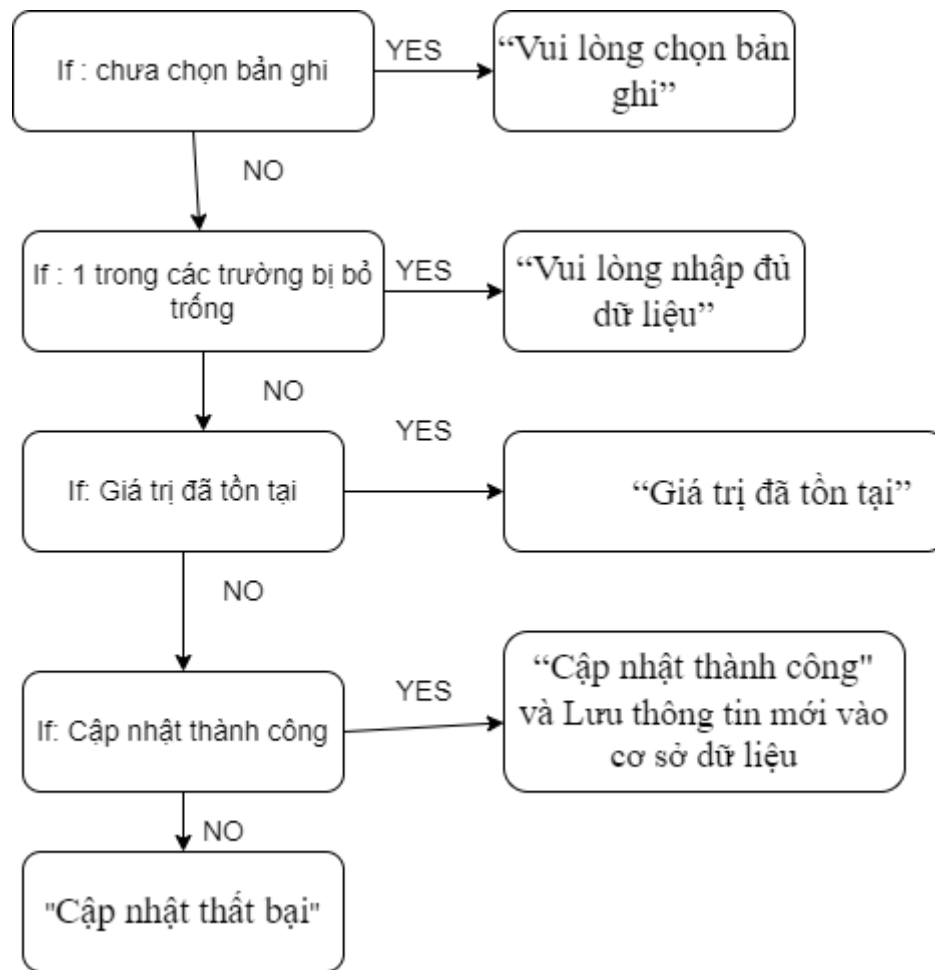 If : chưa chọn bản ghi
YES
“Vui lòng chọn bản
ghi”
NO
If : 1 trong các trường bị bỏ
trống
YES
“Vui lòng nhập đủ
dữ liệu”
NO
If: Giá trị đã tồn tại
YES
“Giá trị đã tồn tại”
NO
If: Cập nhật thành công
YES
“Cập nhật thành công"
và Lưu thông tin mới vào
cơ sở dữ liệu
NO
"Cập nhật thất bại"